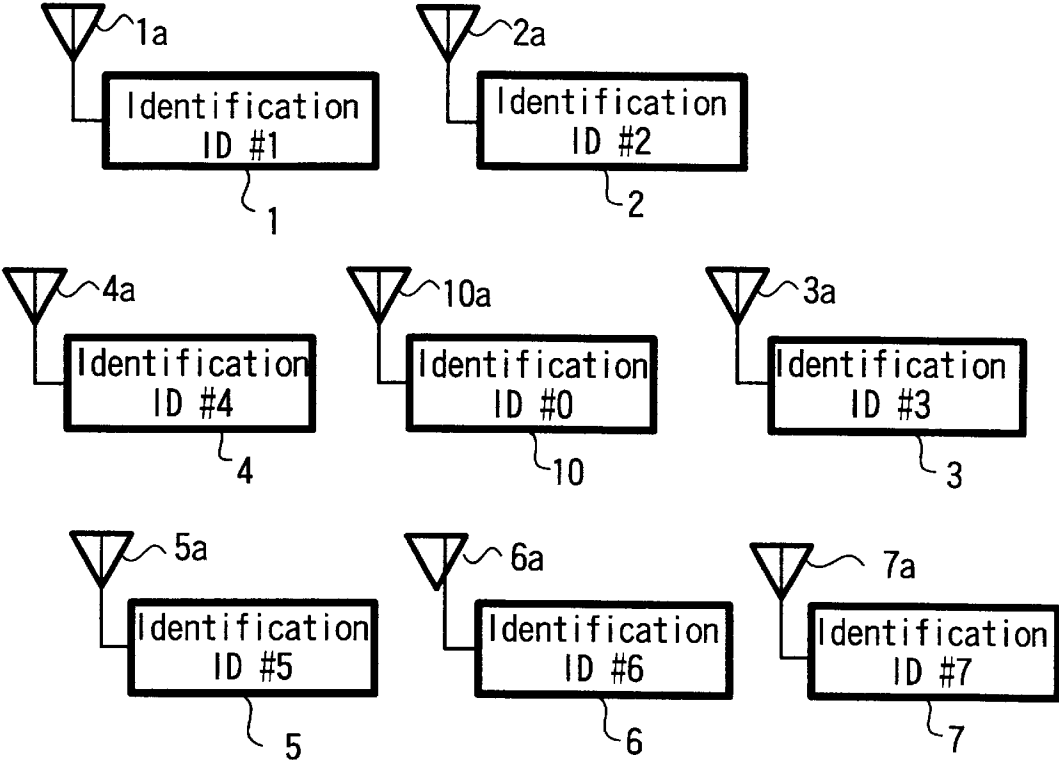 1a
2a
Identification
ID #1
Identification
ID #2
1
2
4a
10a
3a
Identification
ID #4
Identification
ID #0
Identification
ID #3
4
10
3
5a
6a
7a
Identification
ID #5
Identification
ID #6
Identification
ID #7
5
6
7